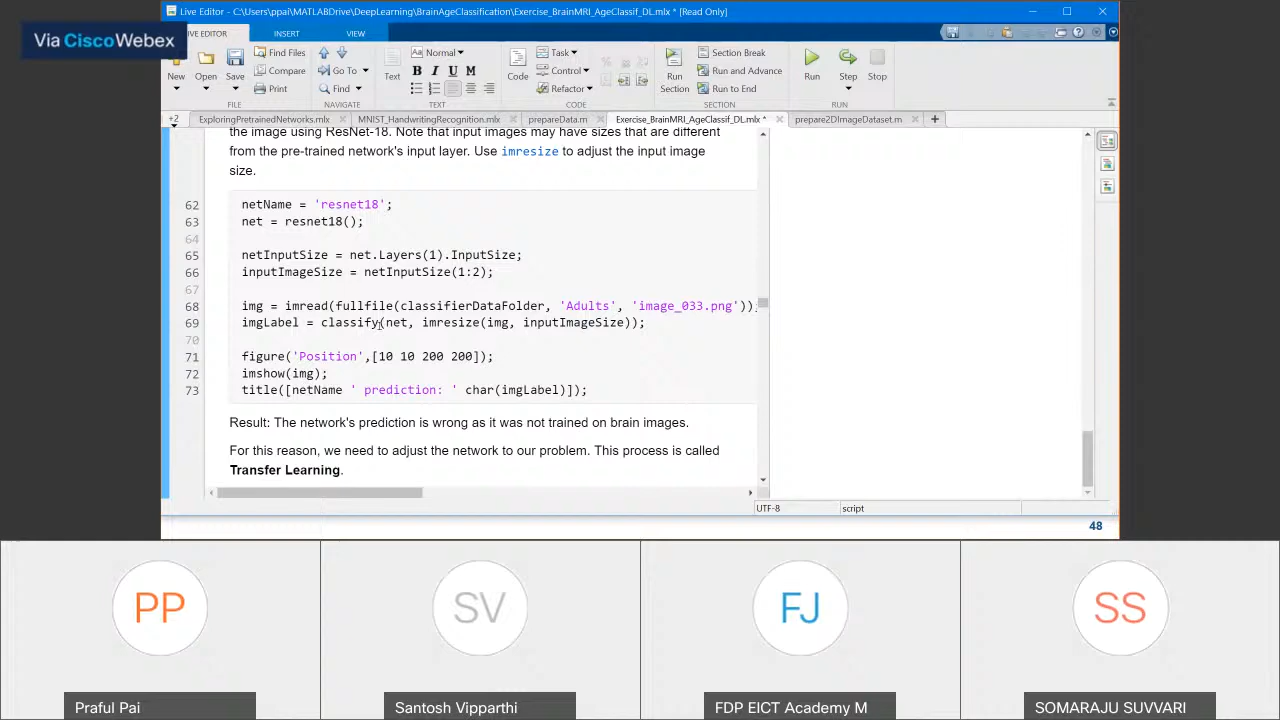 Live Editor - C:\Users\ppai\MATLABDrive\DeepLearning\BrainAgeClassification\Exercise_BrainMRI_AgeClassif_DL.mlx * [Read Only]
Via Cisco Webex
EDITOR
INSERT
VIEW
New
Open
Save
Find Files
Compare
Print
FILE
Go To
Find
NAVIGATE
Text
Normal
B I U M
TEXT
Code
Task
Control
Refactor
CODE
Run Section
Section Break
Run and Advance
Run to End
SECTION
Run
Step
Stop
RUN
+2
ExploringPretrainedNetworks.mlx
MNIST_HandwritingRecognition.mlx
prepareData
Exercise_BrainMRI_AgeClassif_DL.mlx *
prepare2DImageDataset.m
the image using ResNet-18. Note that input images may have sizes that are different
from the pre-trained network's input layer. Use imresize to adjust the input image
size.
62 netName = 'resnet18';
63 net = resnet18();
64
65 netInputSize = net.Layers(1).InputSize;
66 inputImageSize = netInputSize(1:2);
67
68 img = imread(fullfile(classifierDataFolder, 'Adults', 'image_033.png'))
69 imgLabel = classify(net, imresize(img, inputImageSize));
70
71 figure('Position',[10 10 200 200]);
72 imshow(img);
73 title([netName ' prediction: ' char(imgLabel)]);
Result: The network's prediction is wrong as it was not trained on brain images.
For this reason, we need to adjust the network to our problem. This process is called
Transfer Learning.
UTF-8
script
48
PP
SV
FJ
SS
Praful Pai
Santosh Vipparthi
FDP EICT Academy M
SOMARAJU SUVVARI